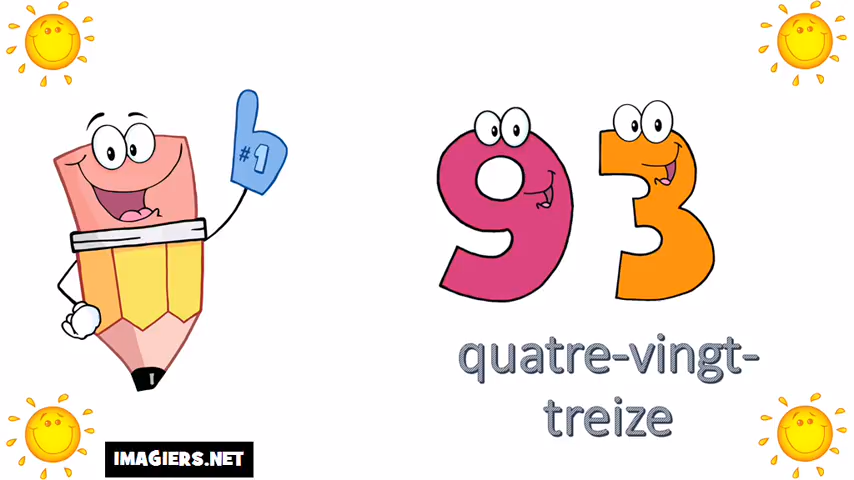 #1
93
quatre-vingt-
treize
IMAGIERS.NET